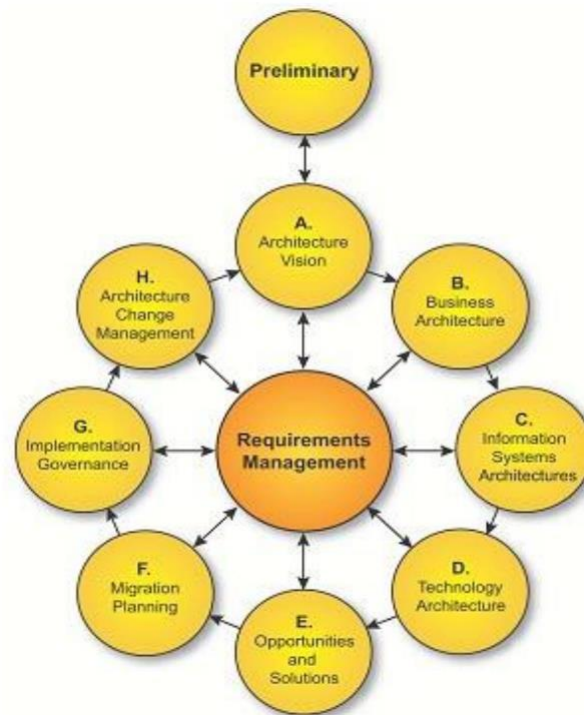 Preliminary
A.
Architecture
Vision
B.
Business
Architecture
C.
Information
Systems
Architectures
D.
Technology
Architecture
E.
Opportunities
and
Solutions
F.
Migration
Planning
G.
Implementation
Governance
H.
Architecture
Change
Management
Requirements
Management